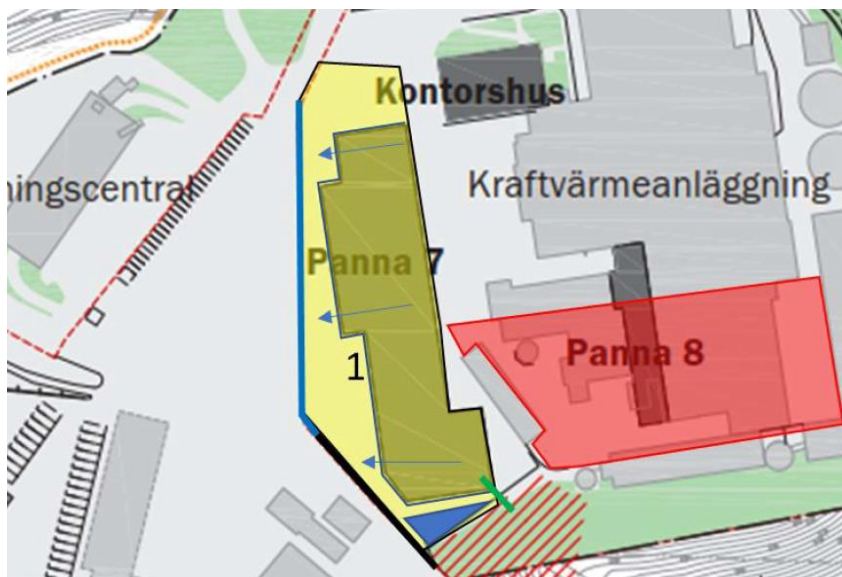 Kontorshus
ningscentral
Kraftvärmeanläggning
Panna 7
1
Panna 8